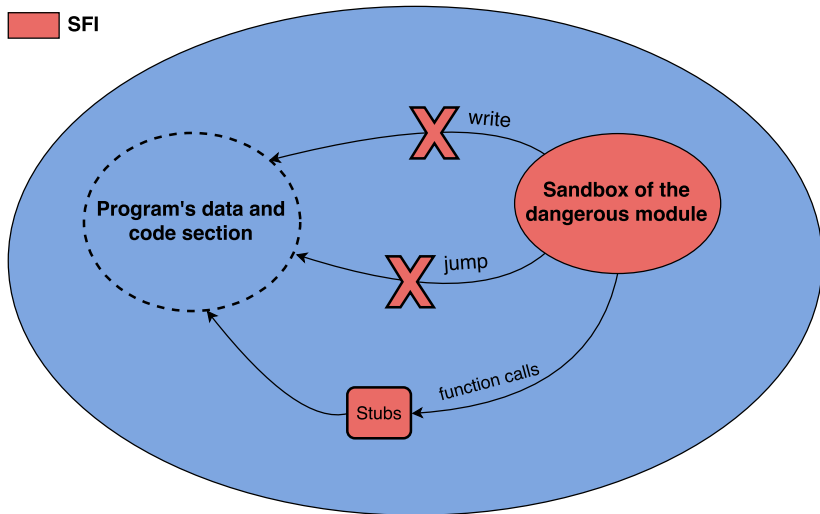 SFI
write
Sandbox of the
dangerous module
Program's data and
code section
jump
function calls
Stubs